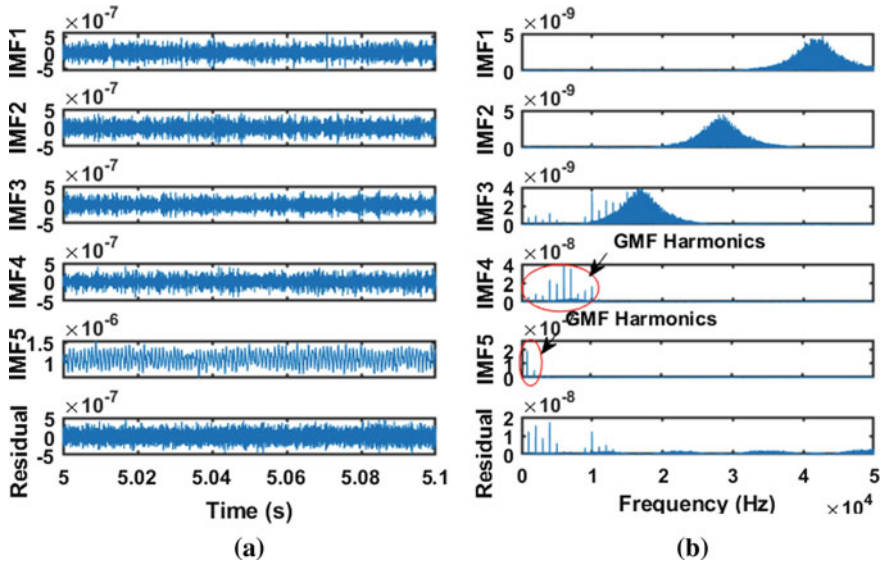 ×10⁻⁷
IMF1
5
0
-5
×10⁻⁷
IMF2
5
0
-5
×10⁻⁷
IMF3
5
0
-5
×10⁻⁷
IMF4
5
0
-5
×10⁻⁶
IMF5
1.5
1
×10⁻⁷
Residual
5
0
-5
5 5.02 5.04 5.06 5.08 5.1
Time (s)
(a)
×10⁻⁹
IMF1
5
0
×10⁻⁹
IMF2
5
0
×10⁻⁹
IMF3
4
2
0
GMF Harmonics
×10⁻⁸
IMF4
4
2
0
GMF Harmonics
IMF5
2
1
0
×10⁻⁸
Residual
2
1
0
0 1 2 3 4 5
Frequency (Hz)
×10⁴
(b)